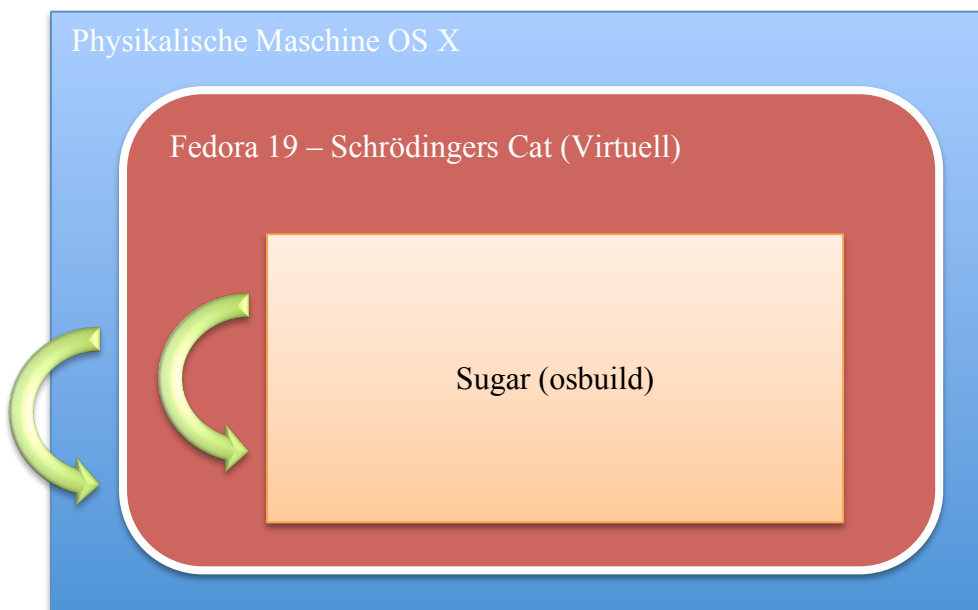 Physikalische Maschine OS X
Fedora 19 – Schrödingers Cat (Virtuell)
Sugar (osbuild)